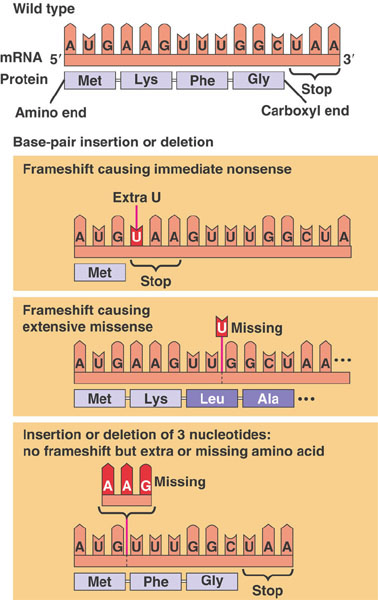 Wild type
mRNA 5′ A U G A A G U U U G G C U A A 3′
Protein Met Lys Phe Gly Stop
Amino end Carboxyl end
Base-pair insertion or deletion
Frameshift causing immediate nonsense
Extra U
A U G U A A G U U U G G C U A
Met Stop
Frameshift causing
extensive missense
U Missing
A U G A A G U U G G C U A A •••
Met Lys Leu Ala •••
Insertion or deletion of 3 nucleotides:
no frameshift but extra or missing amino acid
A A G Missing
A U G U U U G G C U A A
Met Phe Gly Stop